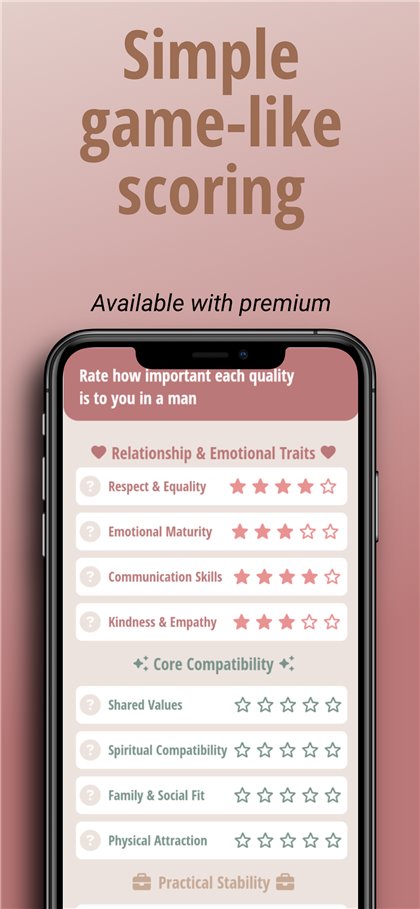 Simple
game-like
scoring
Available with premium
Rate how important each quality
is to you in a man
Relationship & Emotional Traits
? Respect & Equality
? Emotional Maturity
? Communication Skills
? Kindness & Empathy
Core Compatibility
? Shared Values
? Spiritual Compatibility
? Family & Social Fit
? Physical Attraction
Practical Stability